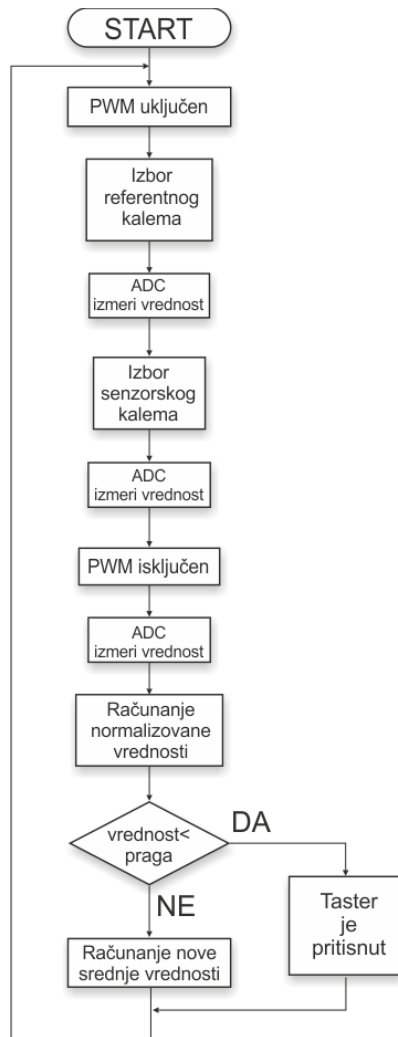 START
PWM uključen
Izbor
referentnog
kalema
ADC
izmeri vrednost
Izbor
senzorskog
kalema
ADC
izmeri vrednost
PWM isključen
ADC
izmeri vrednost
Računanje
normalizovane
vrednosti
vrednost<
praga
DA
NE
Taster
je
pritisnut
Računanje nove
srednje vrednosti